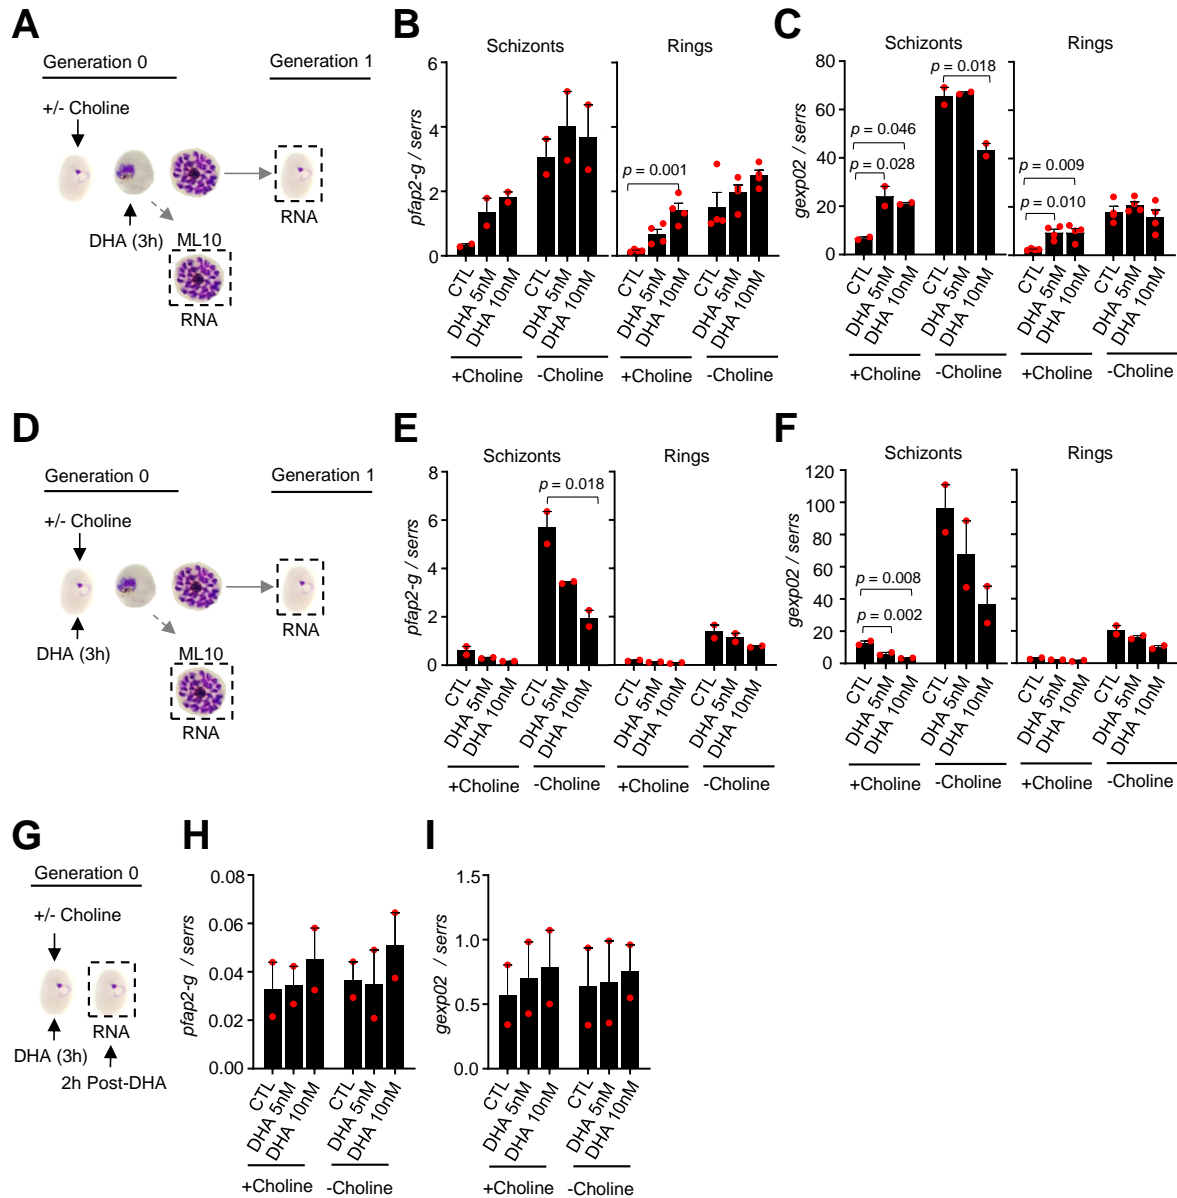 A
Generation 0
Generation 1
+/- Choline
DHA (3h)
ML10
RNA
RNA
B
Schizonts
Rings
pfap2-g / serrs
6
4
2
0
p = 0.001
CTL
DHA 5nM
DHA 10nM
CTL
DHA 5nM
DHA 10nM
CTL
DHA 5nM
DHA 10nM
CTL
DHA 5nM
DHA 10nM
+Choline
-Choline
+Choline
-Choline
C
Schizonts
Rings
gexp02 / serrs
80
60
40
20
0
p = 0.018
p = 0.046
p = 0.028
p = 0.009
p = 0.010
CTL
DHA 5nM
DHA 10nM
CTL
DHA 5nM
DHA 10nM
CTL
DHA 5nM
DHA 10nM
CTL
DHA 5nM
DHA 10nM
+Choline
-Choline
+Choline
-Choline
D
Generation 0
Generation 1
+/- Choline
DHA (3h)
ML10
RNA
RNA
E
Schizonts
Rings
pfap2-g / serrs
8
6
4
2
0
p = 0.018
CTL
DHA 5nM
DHA 10nM
CTL
DHA 5nM
DHA 10nM
CTL
DHA 5nM
DHA 10nM
CTL
DHA 5nM
DHA 10nM
+Choline
-Choline
+Choline
-Choline
F
Schizonts
Rings
gexp02 / serrs
120
100
80
60
40
20
0
p = 0.008
p = 0.002
CTL
DHA 5nM
DHA 10nM
CTL
DHA 5nM
DHA 10nM
CTL
DHA 5nM
DHA 10nM
CTL
DHA 5nM
DHA 10nM
+Choline
-Choline
+Choline
-Choline
G
Generation 0
+/- Choline
RNA
DHA (3h)
2h Post-DHA
H
pfap2-g / serrs
0.08
0.06
0.04
0.02
0.00
CTL
DHA 5nM
DHA 10nM
CTL
DHA 5nM
DHA 10nM
+Choline
-Choline
I
gexp02 / serrs
1.5
1.0
0.5
0.0
CTL
DHA 5nM
DHA 10nM
CTL
DHA 5nM
DHA 10nM
+Choline
-Choline